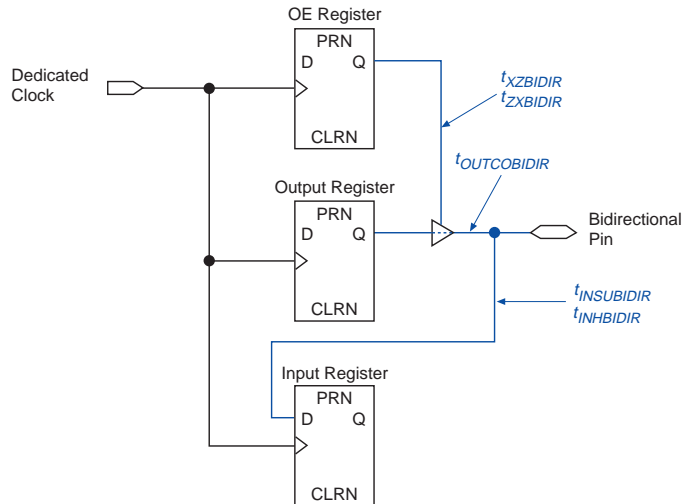 OE Register
PRN
D Q
CLRN
Dedicated
Clock
tXZBIDIR
tZXBIDIR
tOUTCOBIDIR
Output Register
PRN
D Q
CLRN
Bidirectional
Pin
tINSUBIDIR
tINHBIDIR
Input Register
PRN
D Q
CLRN